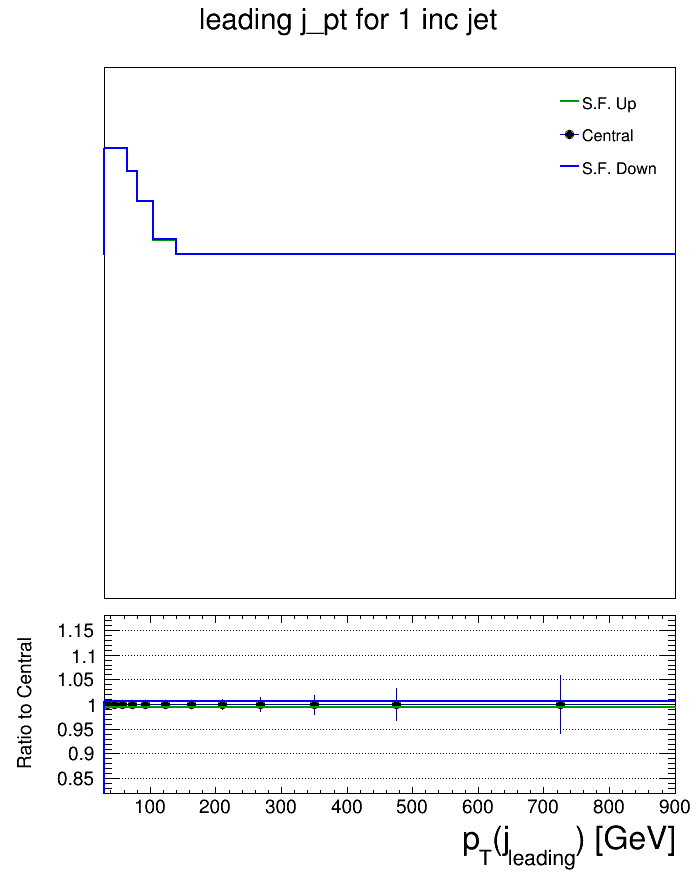 leading j_pt for 1 inc jet
S.F. Up
Central
S.F. Down
Ratio to Central
1.15
1.1
1.05
1
0.95
0.9
0.85
100 200 300 400 500 600 700 800 900
p_T(j_leading) [GeV]